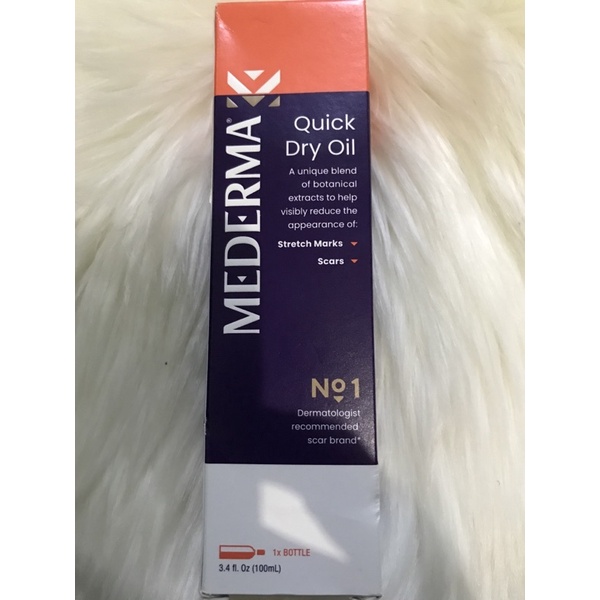 MEDERMA®
Quick
Dry Oil
A unique blend
of botanical
extracts to help
visibly reduce the
appearance of:
Stretch Marks
Scars
Nº1
Dermatologist
recommended
scar brand*
1x BOTTLE
3.4 fl. Oz (100mL)